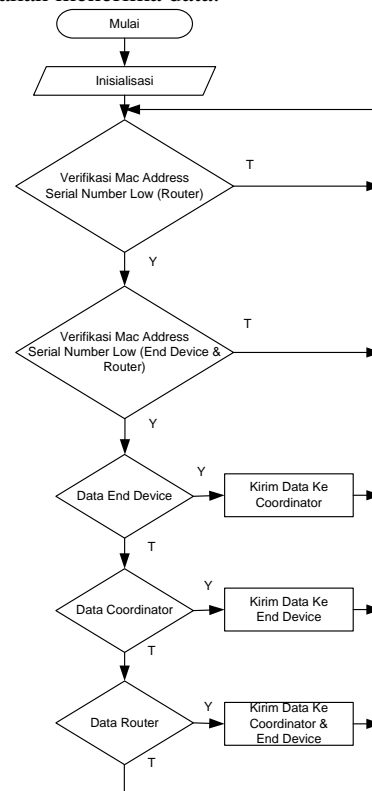 Mulai
Inisialisasi
Verifikasi Mac Address
Serial Number Low (Router)
T
Y
Verifikasi Mac Address
Serial Number Low (End Device &
Router)
T
Y
Data End Device
Y
Kirim Data Ke
Coordinator
T
Data Coordinator
Y
Kirim Data Ke
End Device
T
Data Router
Y
Kirim Data Ke
Coordinator &
End Device
T